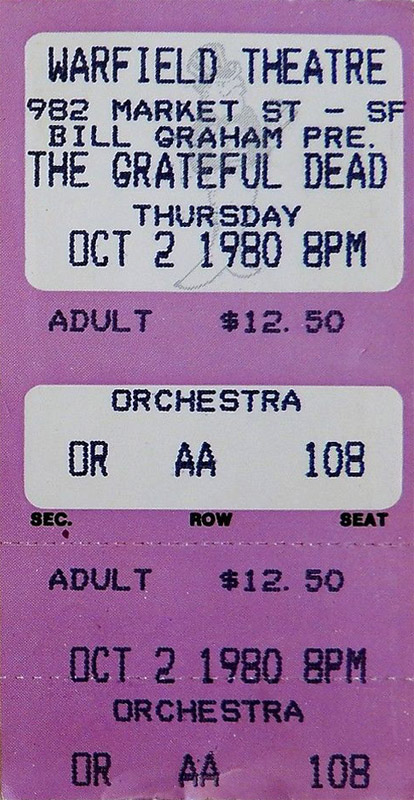 WARFIELD THEATRE
982 MARKET ST - SF
BILL GRAHAM PRE.
THE GRATEFUL DEAD
THURSDAY
OCT 2 1980 8PM
ADULT $12.50
ORCHESTRA
OR AA 108
SEC. ROW SEAT
ADULT $12.50
OCT 2 1980 8PM
ORCHESTRA
OR AA 108